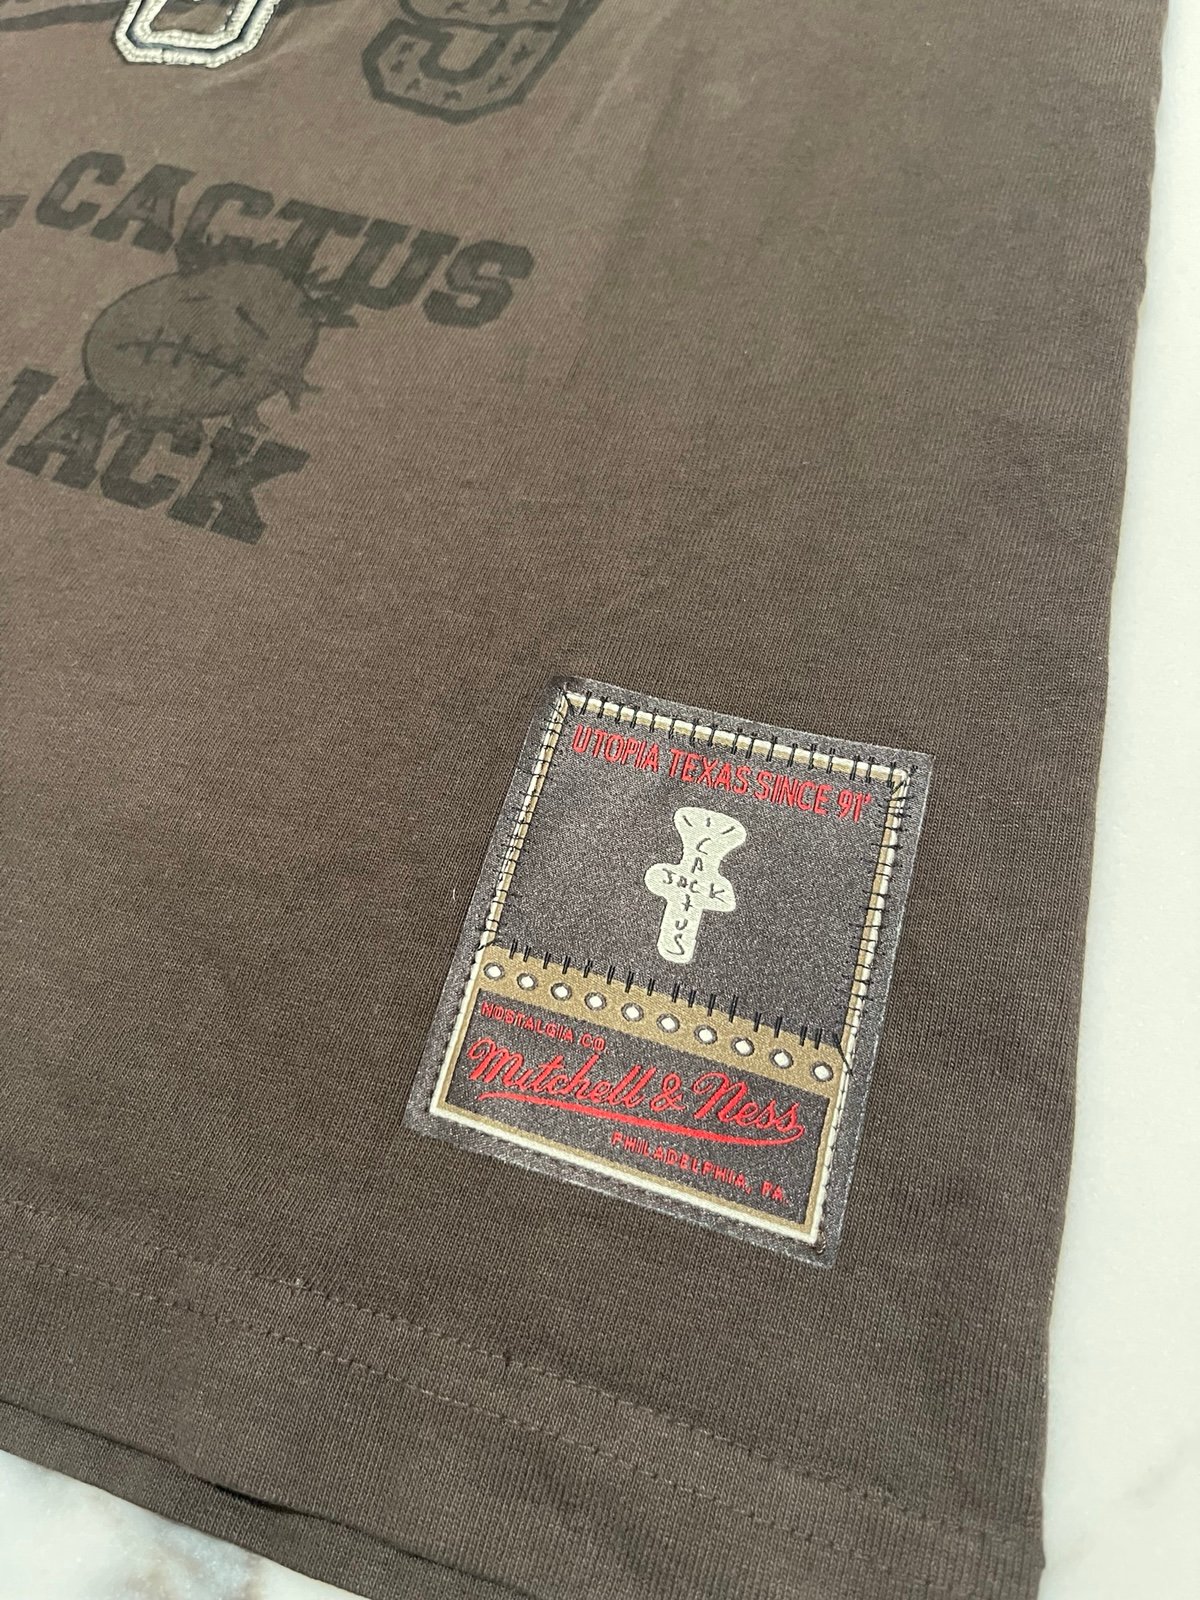 CACTUS
JACK
UTOPIA TEXAS SINCE 91'
CACTUS
JACK
NOSTALGIA CO.
Mitchell & Ness
PHILADELPHIA, PA.